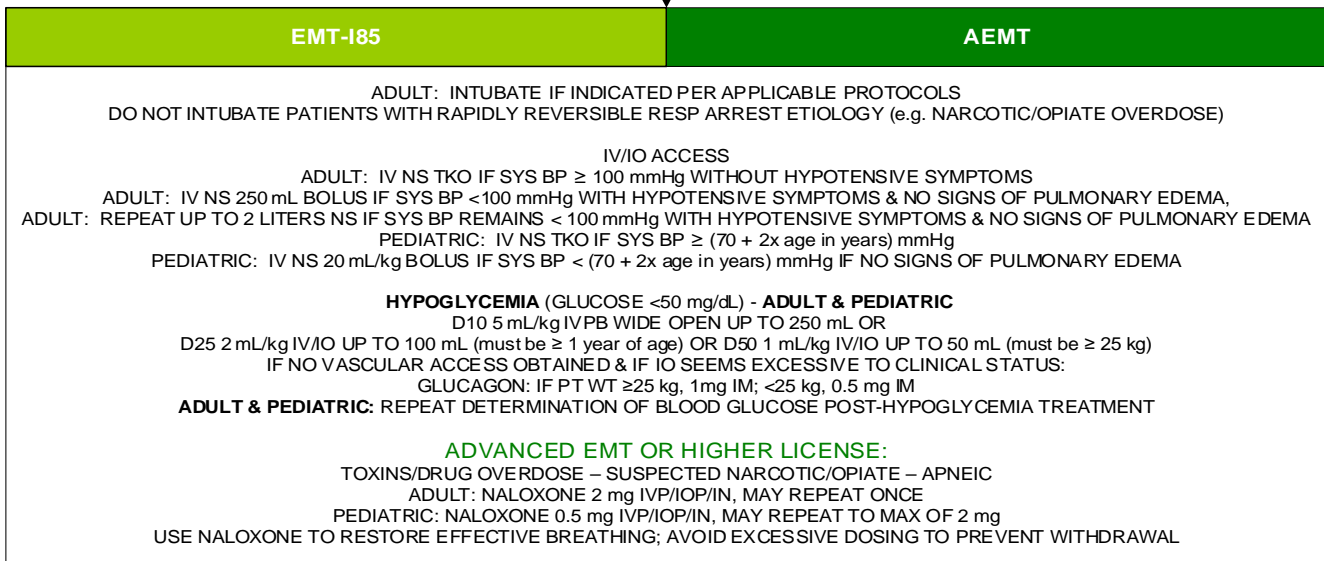 EMT-I85
AEMT
ADULT: INTUBATE IF INDICATED PER APPLICABLE PROTOCOLS
DO NOT INTUBATE PATIENTS WITH RAPIDLY REVERSIBLE RESP ARREST ETIOLOGY (e.g. NARCOTIC/OPIATE OVERDOSE)
IV/IO ACCESS
ADULT: IV NS TKO IF SYS BP ≥ 100 mmHg WITHOUT HYPOTENSIVE SYMPTOMS
ADULT: IV NS 250 mL BOLUS IF SYS BP <100 mmHg WITH HYPOTENSIVE SYMPTOMS & NO SIGNS OF PULMONARY EDEMA,
ADULT: REPEAT UP TO 2 LITERS NS IF SYS BP REMAINS < 100 mmHg WITH HYPOTENSIVE SYMPTOMS & NO SIGNS OF PULMONARY EDEMA
PEDIATRIC: IV NS TKO IF SYS BP ≥ (70 + 2x age in years) mmHg
PEDIATRIC: IV NS 20 mL/kg BOLUS IF SYS BP < (70 + 2x age in years) mmHg IF NO SIGNS OF PULMONARY EDEMA
HYPOGLYCEMIA (GLUCOSE <50 mg/dL) - ADULT & PEDIATRIC
D10 5 mL/kg IVPB WIDE OPEN UP TO 250 mL OR
D25 2 mL/kg IV/IO UP TO 100 mL (must be ≥ 1 year of age) OR D50 1 mL/kg IV/IO UP TO 50 mL (must be ≥ 25 kg)
IF NO VASCULAR ACCESS OBTAINED & IF IO SEEMS EXCESSIVE TO CLINICAL STATUS:
GLUCAGON: IF PT WT ≥25 kg, 1mg IM; <25 kg, 0.5 mg IM
ADULT & PEDIATRIC: REPEAT DETERMINATION OF BLOOD GLUCOSE POST-HYPOGLYCEMIA TREATMENT
ADVANCED EMT OR HIGHER LICENSE:
TOXINS/DRUG OVERDOSE – SUSPECTED NARCOTIC/OPIATE – APNEIC
ADULT: NALOXONE 2 mg IVP/IOP/IN, MAY REPEAT ONCE
PEDIATRIC: NALOXONE 0.5 mg IVP/IOP/IN, MAY REPEAT TO MAX OF 2 mg
USE NALOXONE TO RESTORE EFFECTIVE BREATHING; AVOID EXCESSIVE DOSING TO PREVENT WITHDRAWAL